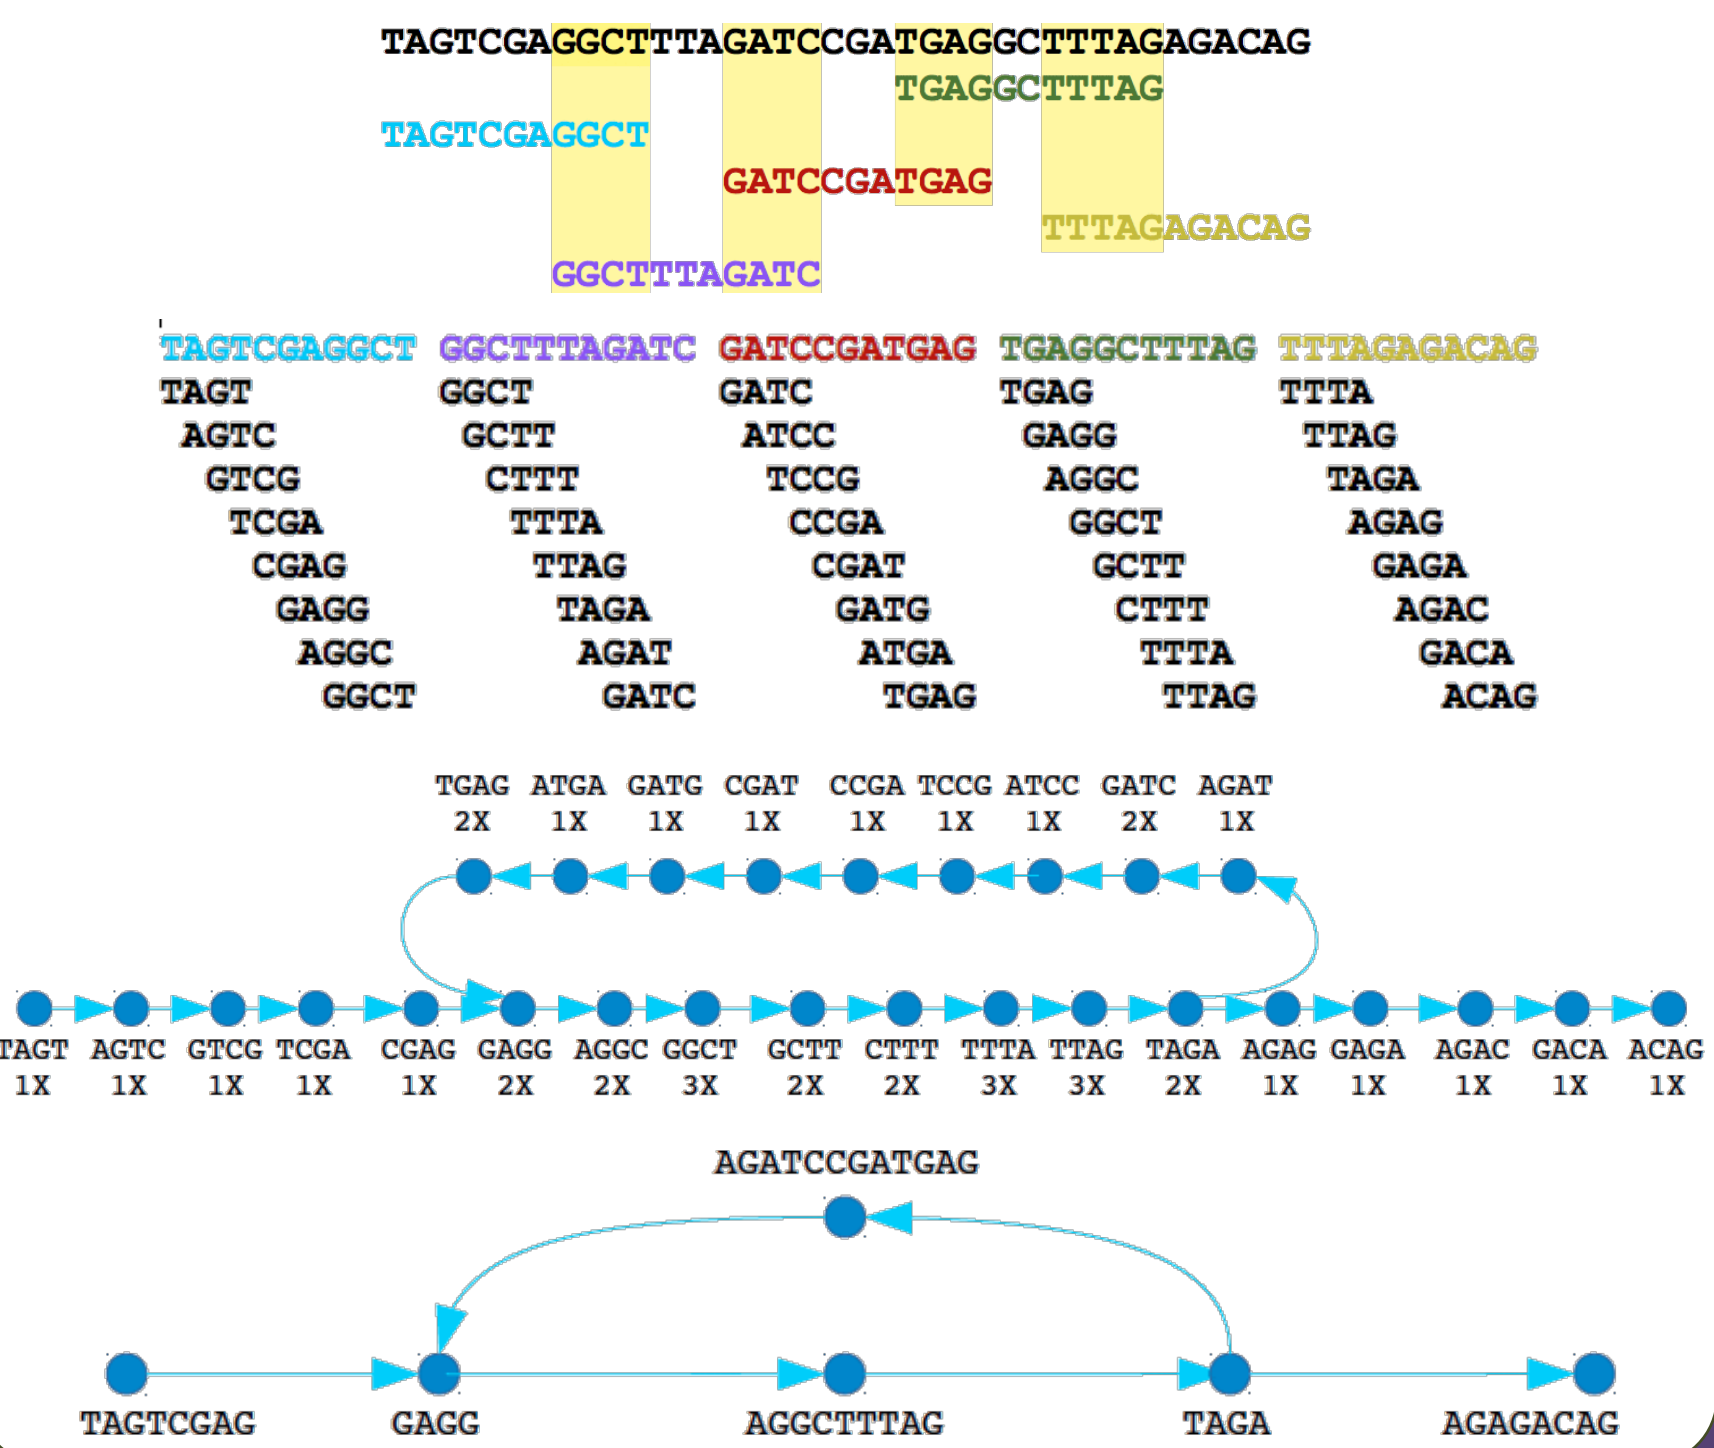 TAGTCGAGGCTTTAGATCCGATGAGGCTTTAGAGACAG
TGAGGCTTTAG
TAGTCGAGGCT
GATCCGATGAG
TTTAGAGACAG
GGCTTTAGATC
TAGTCGAGGCT GGCTTTAGATC GATCCGATGAG TGAGGCTTTAG TTTAGAGACAG
TAGT GGCT GATC TGAG TTTA
AGTC GCTT ATCC GAGG TTAG
GTCG CTTT TCCG AGGC TAGA
TCGA TTTA CCGA GGCT AGAG
CGAG TTAG CGAT GCTT GAGA
GAGG TAGA GATG CTTT AGAC
AGGC AGAT ATGA TTTA GACA
GGCT GATC TGAG TTAG ACAG
TGAG ATGA GATG CGAT CCGA TCCG ATCC GATC AGAT
2X 1X 1X 1X 1X 1X 1X 2X 1X
TAGT AGTC GTCG TCGA CGAG GAGG AGGC GGCT GCTT CTTT TTTA TTAG TAGA AGAG GAGA AGAC GACA ACAG
1X 1X 1X 1X 1X 2X 2X 3X 2X 2X 3X 3X 2X 1X 1X 1X 1X 1X
AGATCCGATGAG
TAGTCGAG GAGG AGGCTTTAG TAGA AGAGACAG